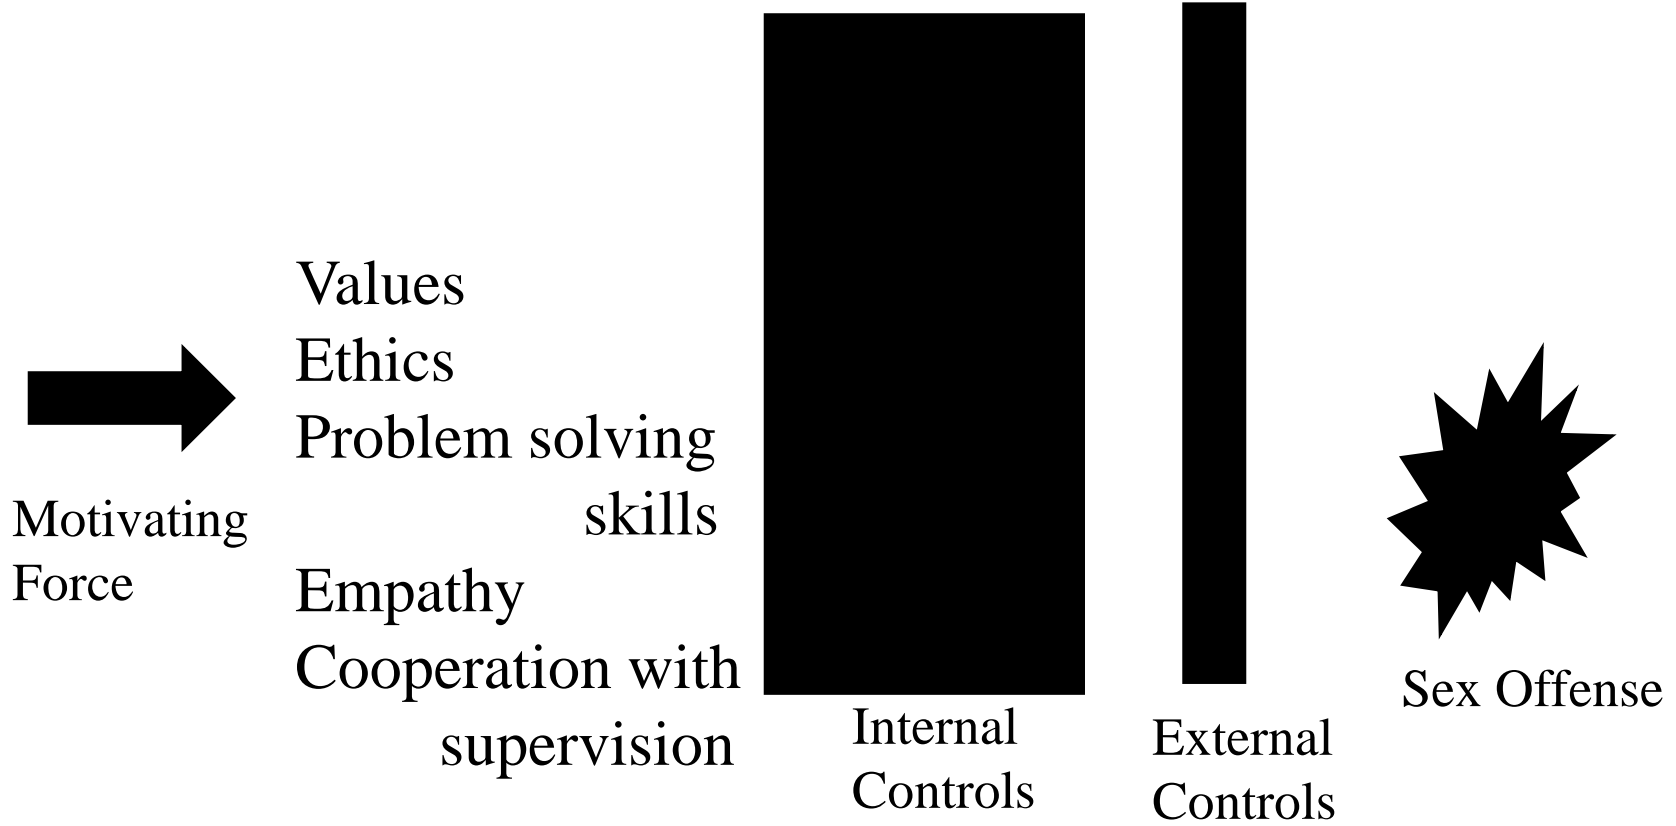 Values
Ethics
Problem solving
skills
Empathy
Cooperation with
supervision
Motivating
Force
Internal
Controls
External
Controls
Sex Offense